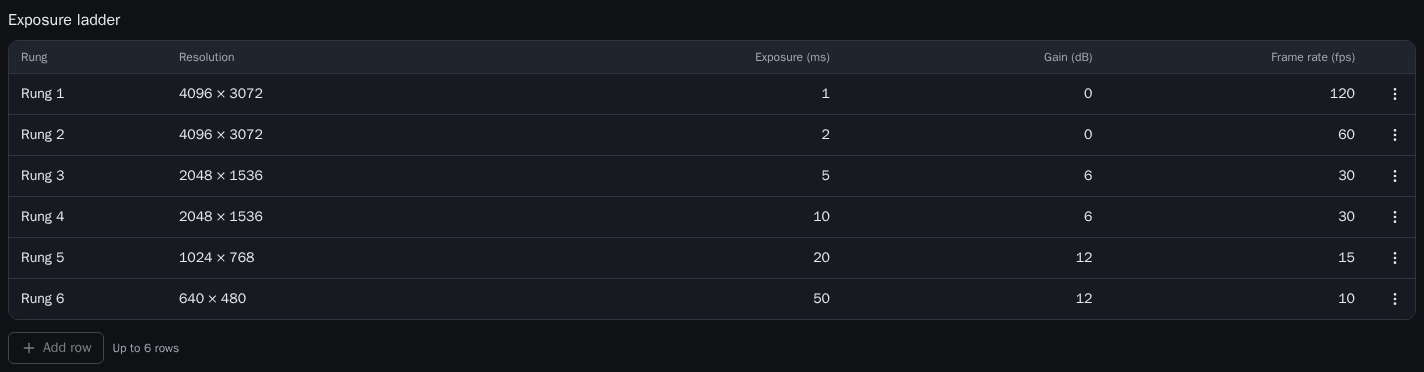 Exposure ladder
Rung Resolution Exposure (ms) Gain (dB) Frame rate (fps)
Rung 1 4096 × 3072 1 0 120
Rung 2 4096 × 3072 2 0 60
Rung 3 2048 × 1536 5 6 30
Rung 4 2048 × 1536 10 6 30
Rung 5 1024 × 768 20 12 15
Rung 6 640 × 480 50 12 10
Add row Up to 6 rows